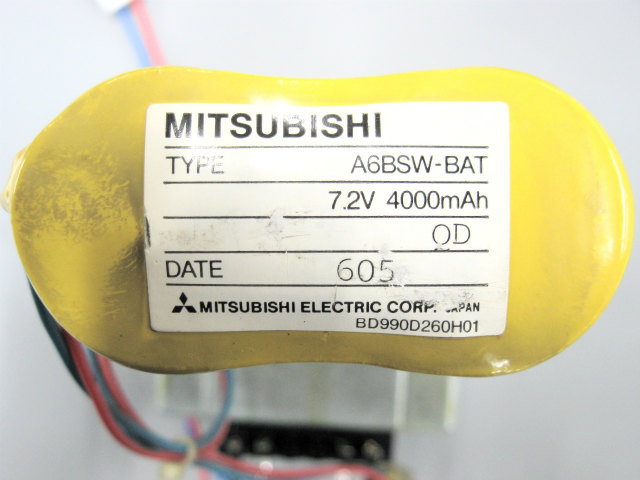 MITSUBISHI
TYPE A6BSW-BAT
7.2V 4000mAh
QD
DATE 605
MITSUBISHI ELECTRIC CORP. JAPAN
BD990D260H01